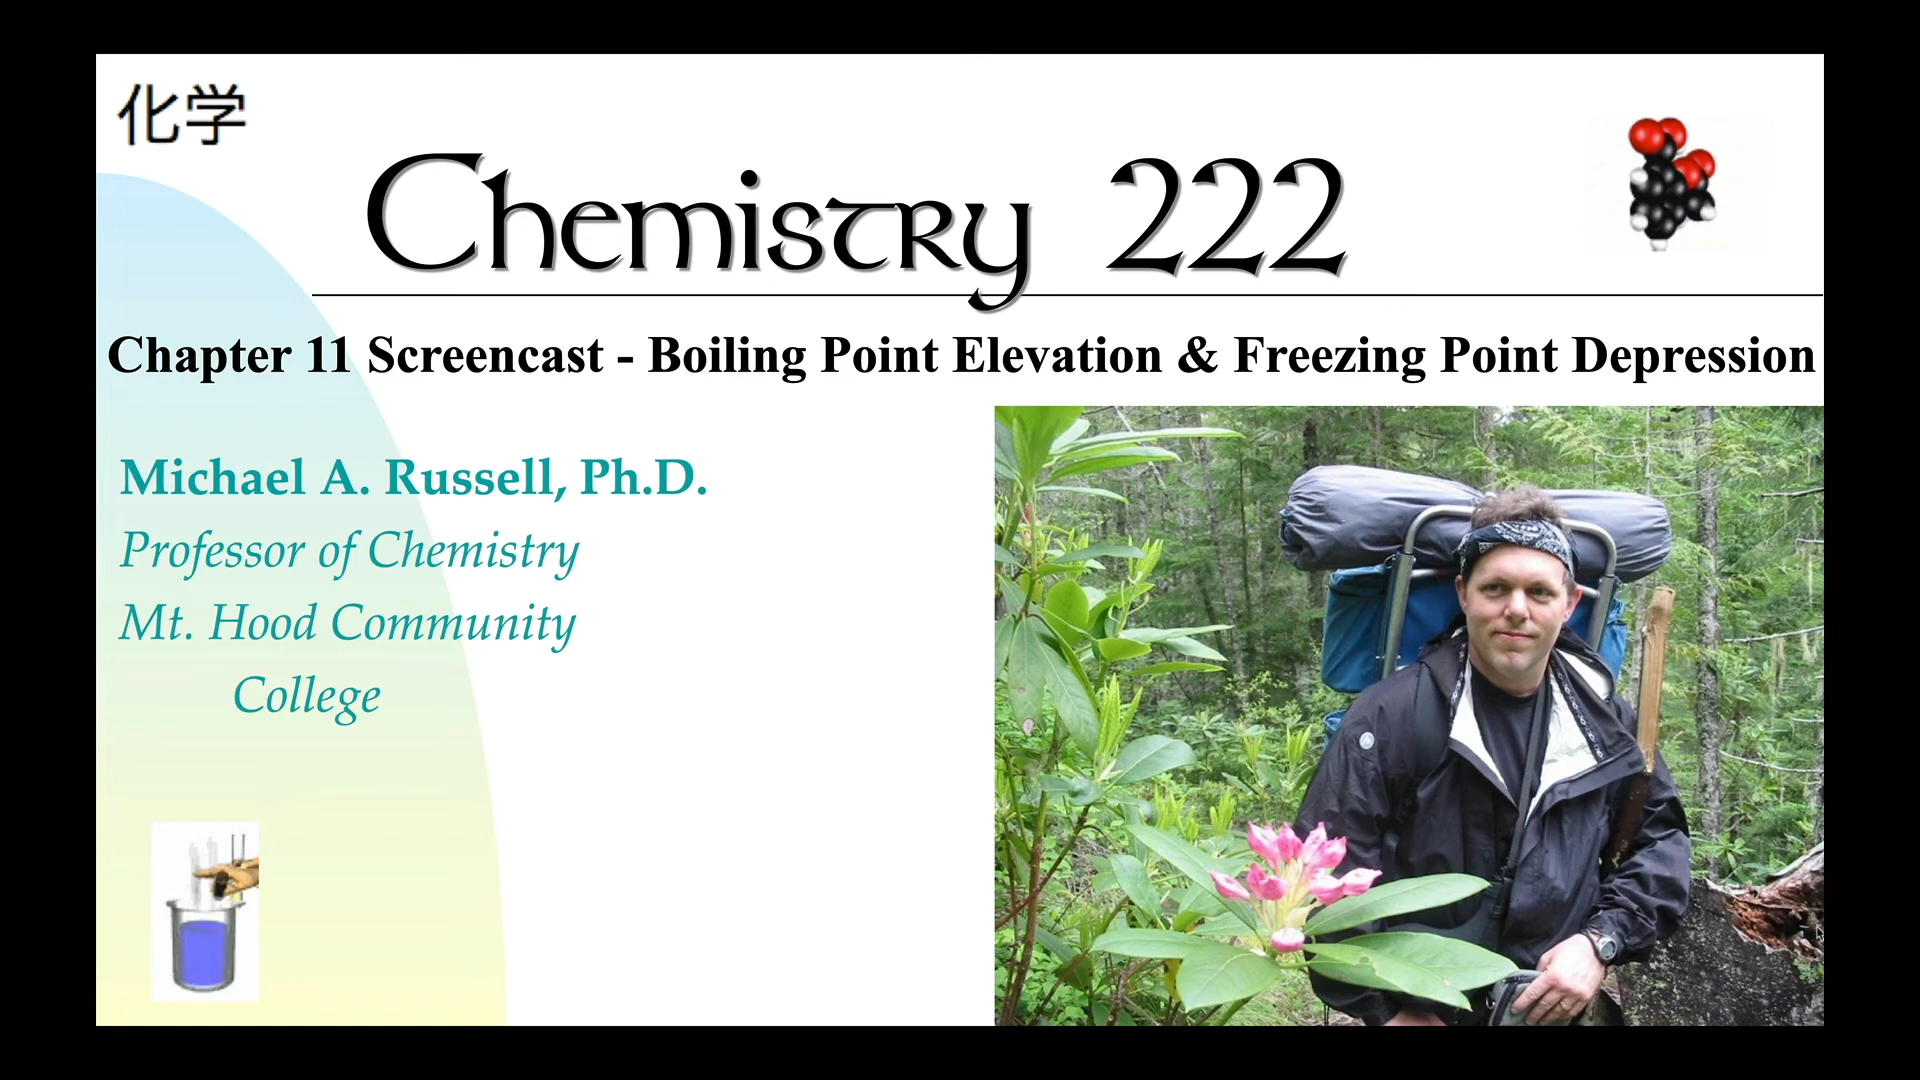 化学
Chemistry 222
Chapter 11 Screencast - Boiling Point Elevation & Freezing Point Depression
Michael A. Russell, Ph.D.
Professor of Chemistry
Mt. Hood Community
College